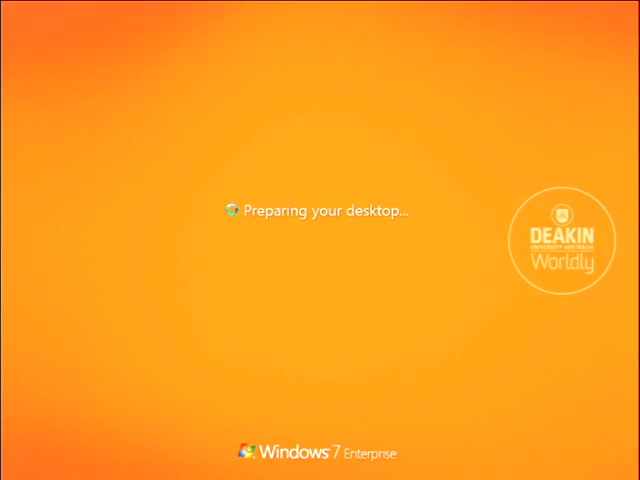 Preparing your desktop...
DEAKIN
UNIVERSITY AUSTRALIA
Worldly
Windows 7 Enterprise